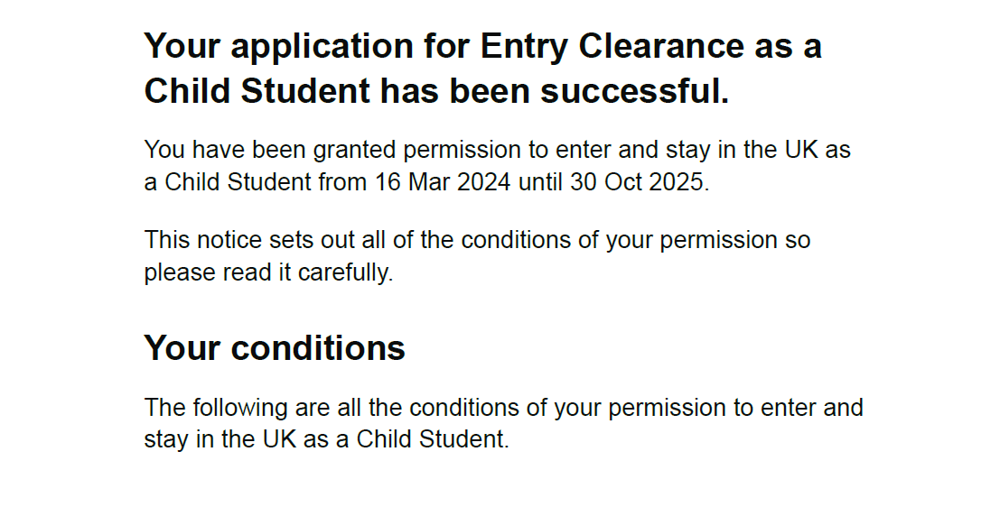 Your application for Entry Clearance as a
Child Student has been successful.
You have been granted permission to enter and stay in the UK as
a Child Student from 16 Mar 2024 until 30 Oct 2025.
This notice sets out all of the conditions of your permission so
please read it carefully.
Your conditions
The following are all the conditions of your permission to enter and
stay in the UK as a Child Student.